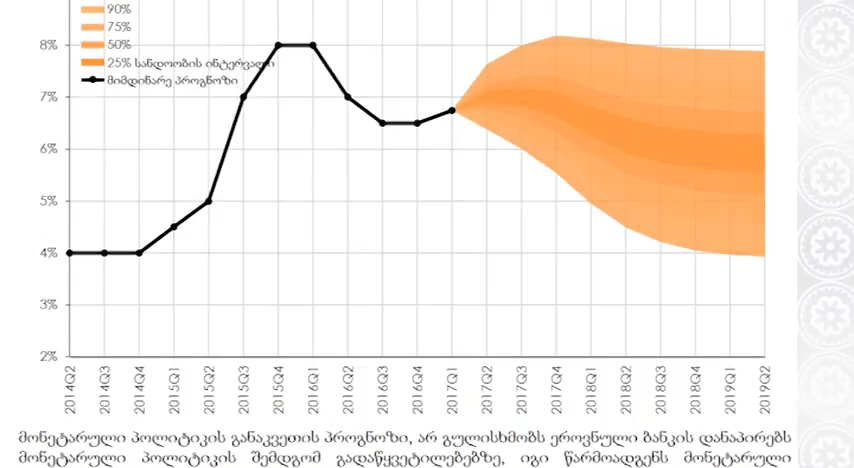 90%
75%
50%
25% სანდოობის ინტერვალი
მიმდინარე პროგნოზი
8%
7%
6%
5%
4%
3%
2%
2014Q2 2014Q3 2014Q4 2015Q1 2015Q2 2015Q3 2015Q4 2016Q1 2016Q2 2016Q3 2016Q4 2017Q1 2017Q2 2017Q3 2017Q4 2018Q1 2018Q2 2018Q3 2018Q4 2019Q1 2019Q2
მონეტარული პოლიტიკის განაკვეთის პროგნოზი, არ გულისხმობს ეროვნული ბანკის დანაპირებს
მონეტარული პოლიტიკის შემდგომ გადაწყვეტილებებზე, იგი წარმოადგენს მონეტარული